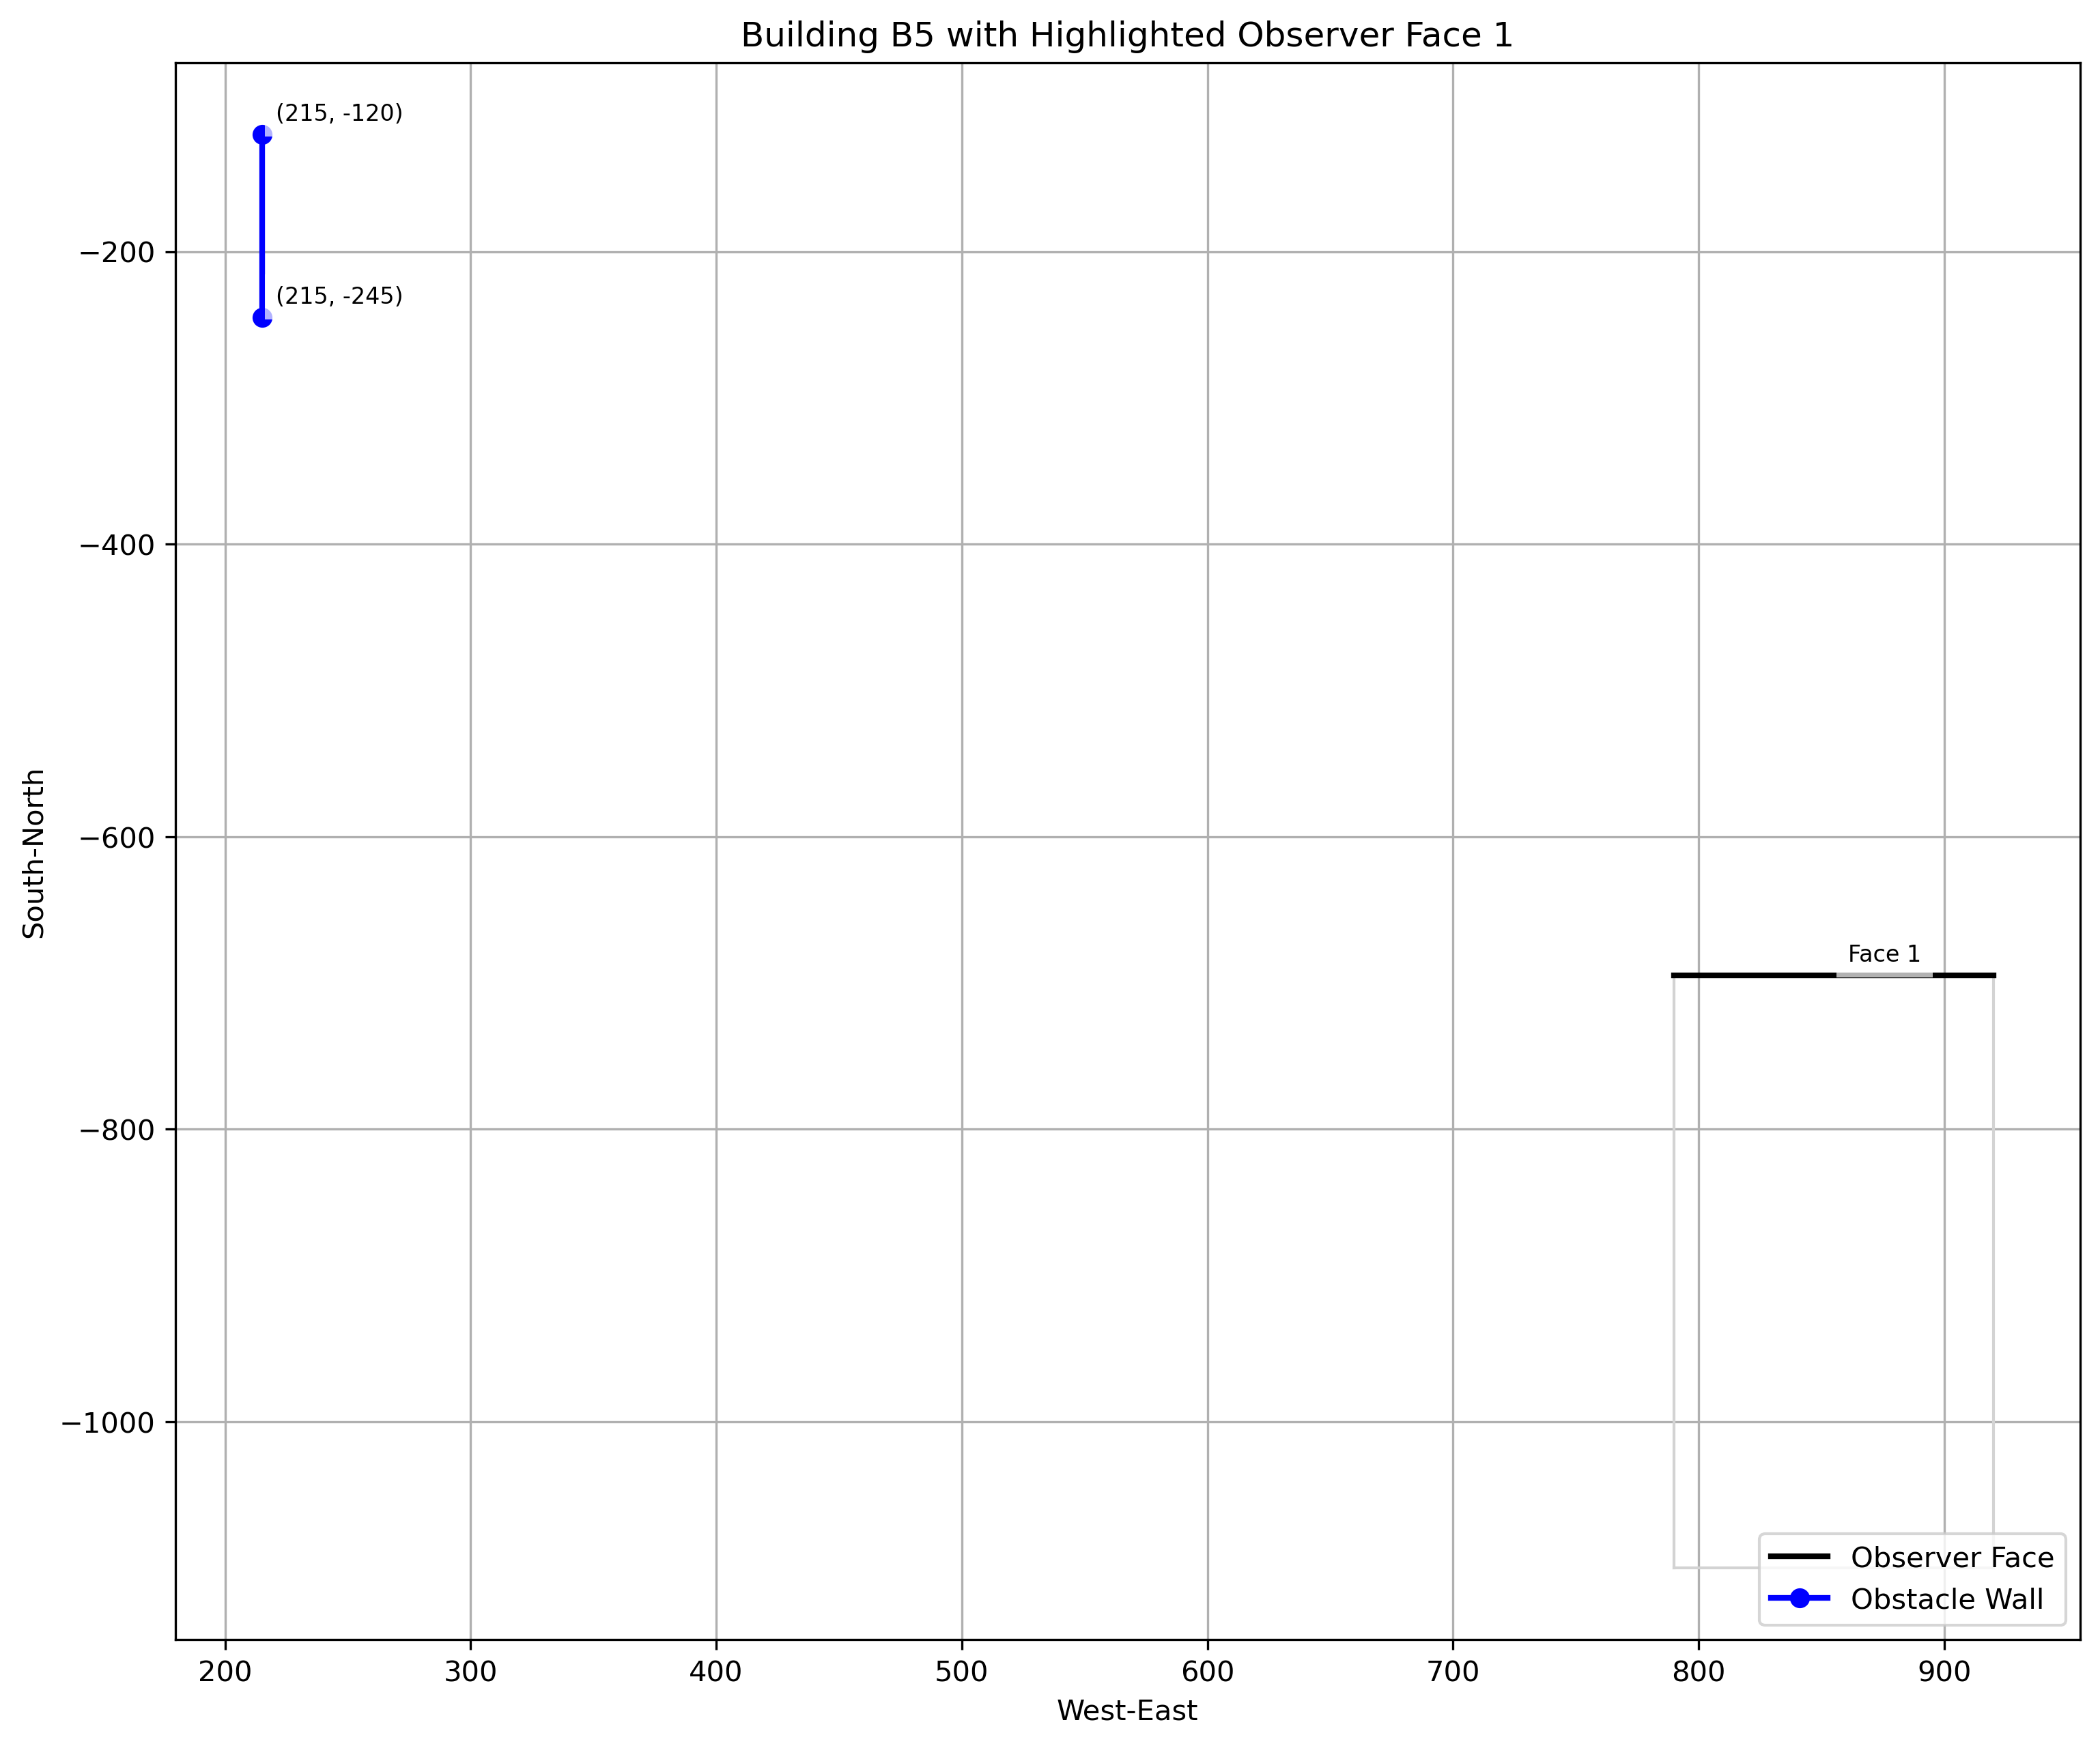 Building B5 with Highlighted Observer Face 1
(215, -120)
−200
(215, -245)
−400
−600
South-North
Face 1
−800
−1000
Observer Face
Obstacle Wall
200
300
400
500
600
700
800
900
West-East